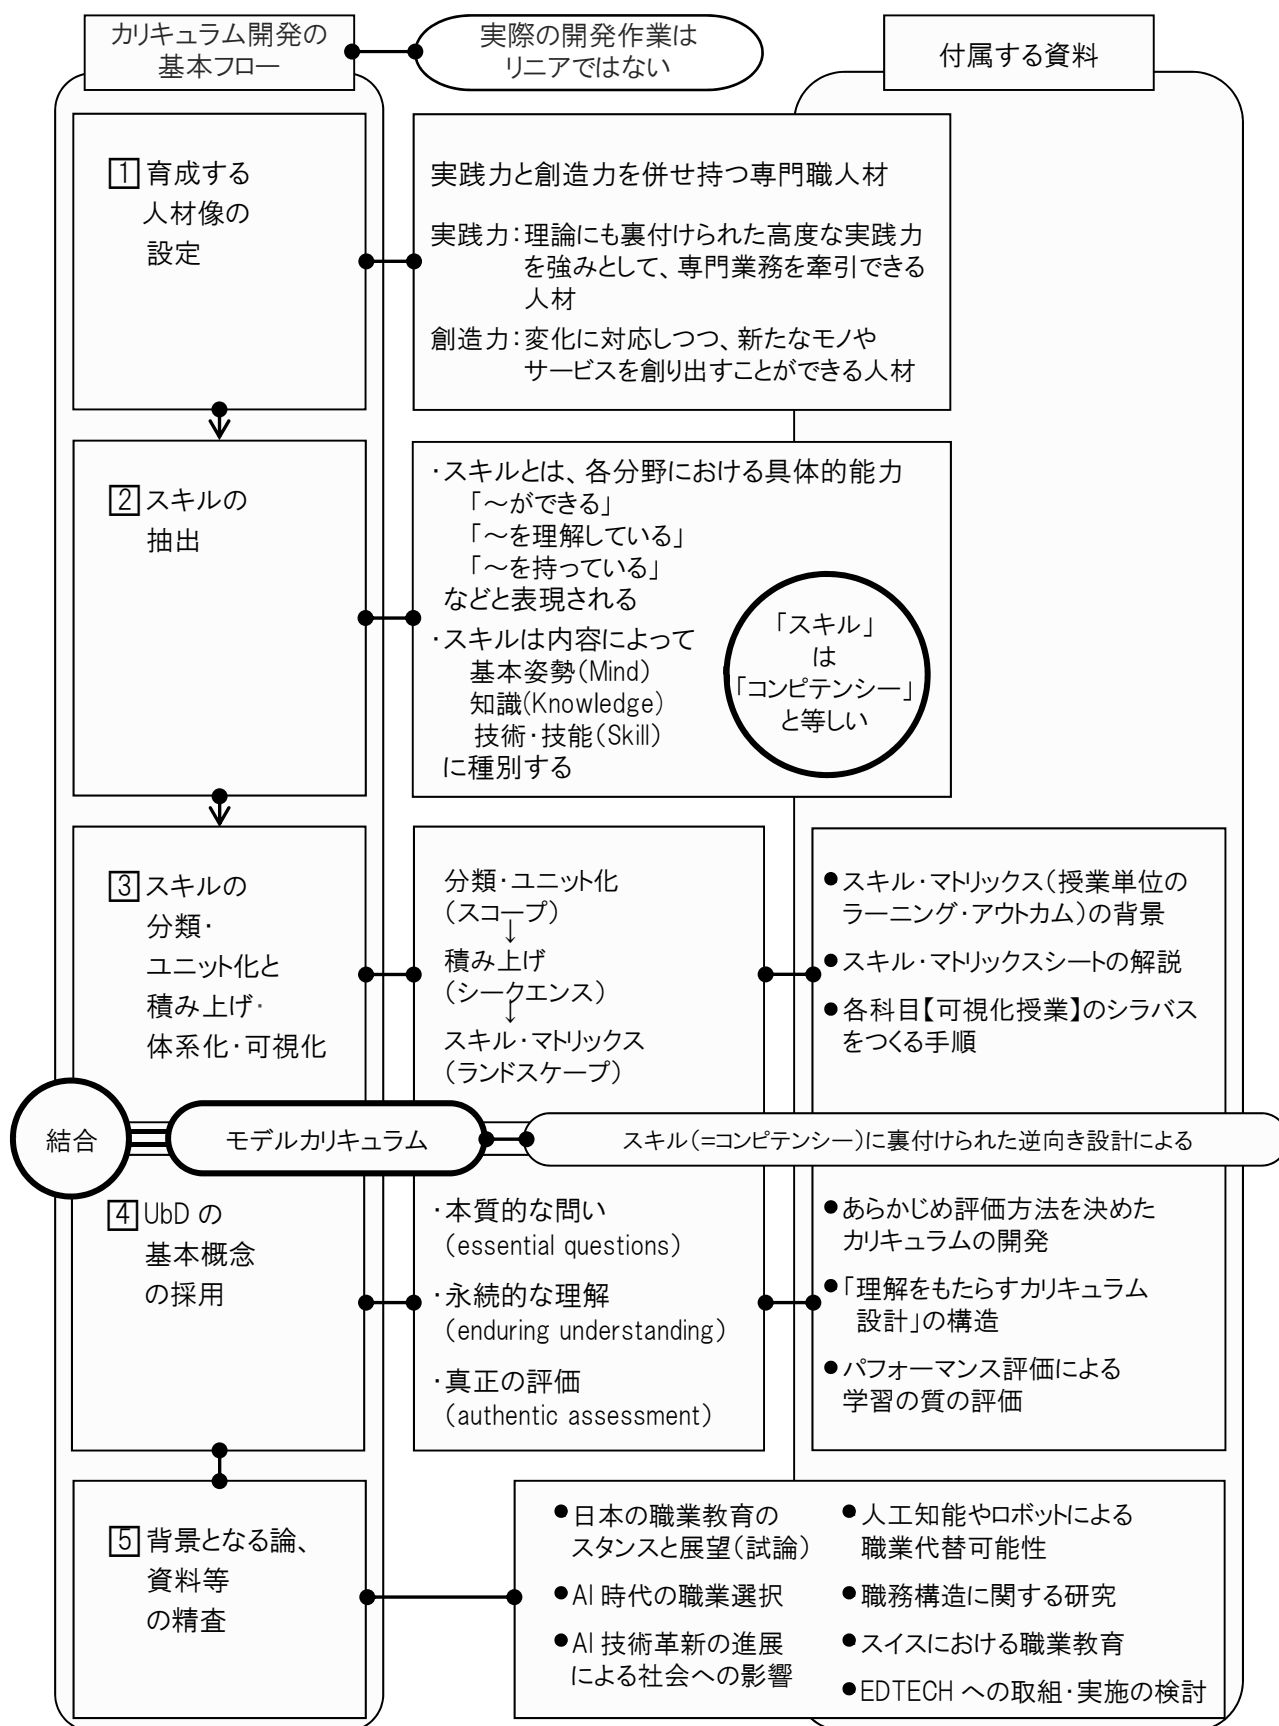 カリキュラム開発の
基本フロー
実際の開発作業は
リニアではない
付属する資料
1 育成する
人材像の
設定
実践力と創造力を併せ持つ専門職人材
実践力：理論にも裏付けられた高度な実践力
を強みとして、専門業務を牽引できる
人材
創造力：変化に対応しつつ、新たなモノや
サービスを創り出すことができる人材
2 スキルの
抽出
・スキルとは、各分野における具体的能力
「～ができる」
「～を理解している」
「～を持っている」
などと表現される
・スキルは内容によって
基本姿勢(Mind)
知識(Knowledge)
技術・技能(Skill)
に種別する
「スキル」
は
「コンピテンシー」
と等しい
3 スキルの
分類・
ユニット化と
積み上げ・
体系化・可視化
分類・ユニット化
(スコープ)
↓
積み上げ
(シークエンス)
↓
スキル・マトリックス
(ランドスケープ)
●スキル・マトリックス(授業単位の
ラーニング・アウトカム)の背景
●スキル・マトリックスシートの解説
●各科目【可視化授業】のシラバス
をつくる手順
結合
モデルカリキュラム
スキル(=コンピテンシー)に裏付けられた逆向き設計による
4 UbD の
基本概念
の採用
・本質的な問い
(essential questions)
・永続的な理解
(enduring understanding)
・真正の評価
(authentic assessment)
●あらかじめ評価方法を決めた
カリキュラムの開発
●「理解をもたらすカリキュラム
設計」の構造
●パフォーマンス評価による
学習の質の評価
5 背景となる論、
資料等
の精査
●日本の職業教育の
スタンスと展望(試論)
●AI 時代の職業選択
●AI 技術革新の進展
による社会への影響
●人工知能やロボットによる
職業代替可能性
●職務構造に関する研究
●スイスにおける職業教育
●EDTECH への取組・実施の検討